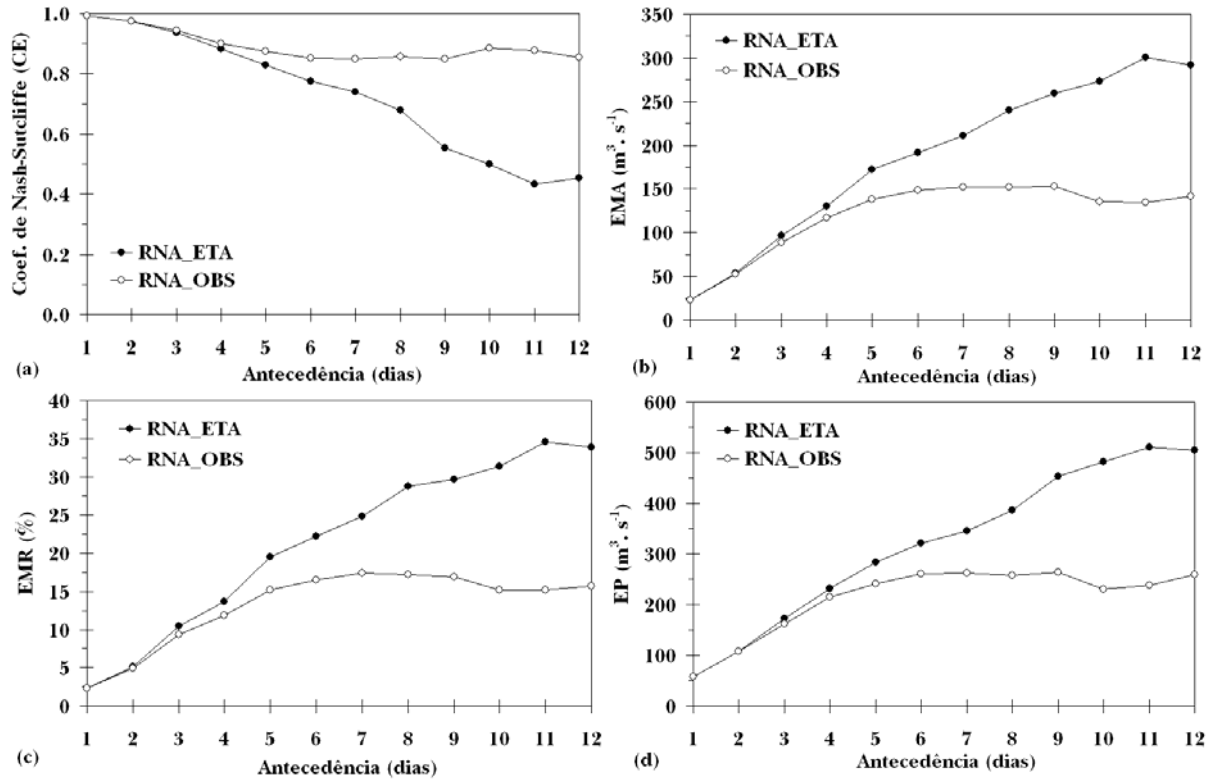 1.0
0.8
0.6
0.4
0.2
0.0
Coef. de Nash-Sutcliffe (CE)
RNA_ETA
RNA_OBS
1 2 3 4 5 6 7 8 9 10 11 12
Antecedência (dias)
(a)
350
300
250
200
150
100
50
0
EMA (m³. s⁻¹)
RNA_ETA
RNA_OBS
1 2 3 4 5 6 7 8 9 10 11 12
Antecedência (dias)
(b)
40
35
30
25
20
15
10
5
0
EMR (%)
RNA_ETA
RNA_OBS
1 2 3 4 5 6 7 8 9 10 11 12
Antecedência (dias)
(c)
600
500
400
300
200
100
0
EP (m³. s⁻¹)
RNA_ETA
RNA_OBS
1 2 3 4 5 6 7 8 9 10 11 12
Antecedência (dias)
(d)